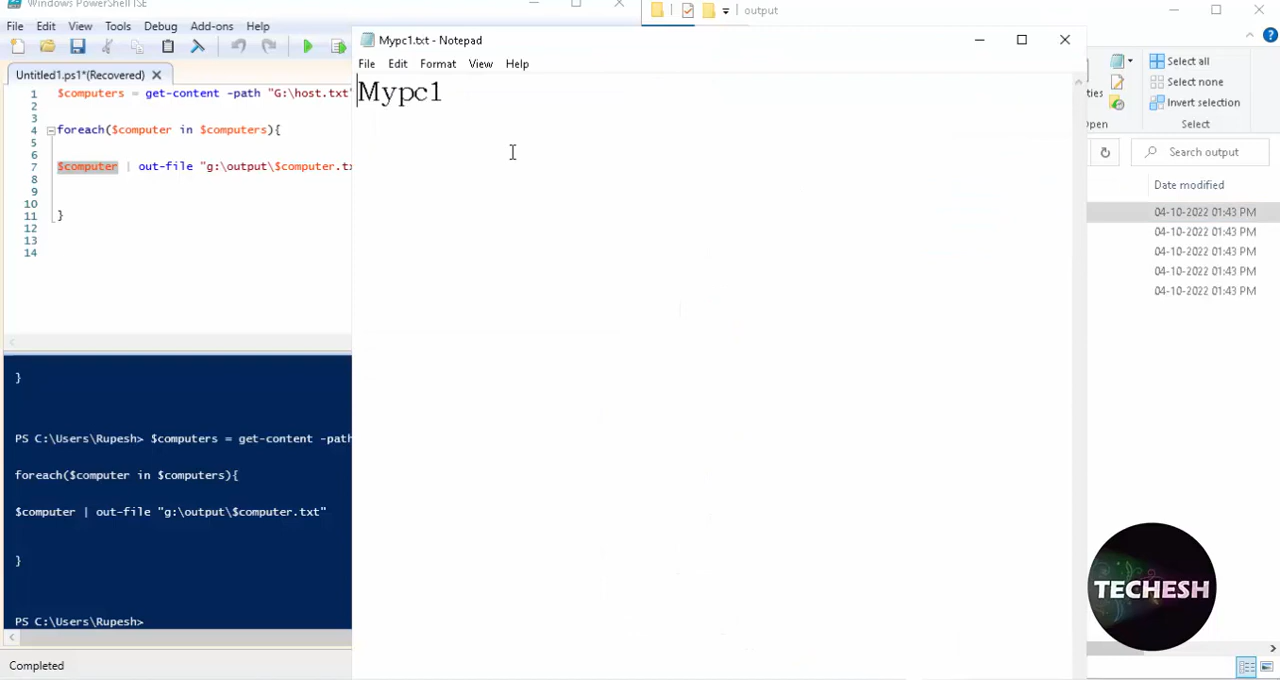 Windows PowerShell ISE
File Edit View Tools Debug Add-ons Help
Untitled1.ps1*(Recovered)
1 $computers = get-content -path "G:\host.txt"
2
3
4 foreach($computer in $computers){
5
6
7 $computer | out-file "g:\output\$computer.tx
8
9
10
11 }
12
13
14
}
PS C:\Users\Rupesh> $computers = get-content -path
foreach($computer in $computers){
$computer | out-file "g:\output\$computer.txt"
}
PS C:\Users\Rupesh>
Completed
Mypc1.txt - Notepad
File Edit Format View Help
Mypc1
output
Select all
Select none
Invert selection
ties
pen
Select
Search output
Date modified
04-10-2022 01:43 PM
04-10-2022 01:43 PM
04-10-2022 01:43 PM
04-10-2022 01:43 PM
04-10-2022 01:43 PM
TECHESH